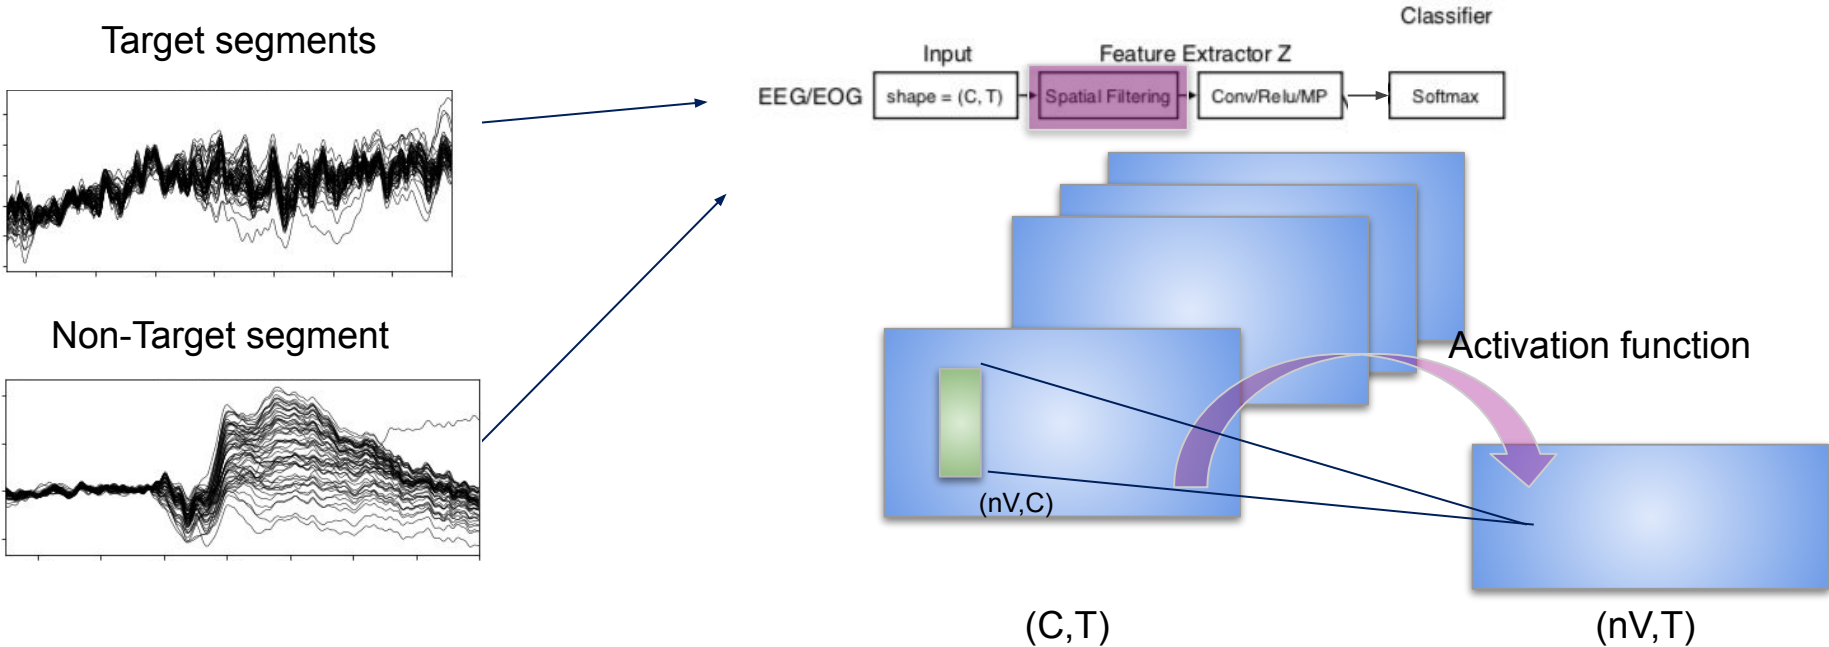 Target segments
Non-Target segment
Classifier
Input
Feature Extractor Z
EEG/EOG
shape = (C, T)
Spatial Filtering
Conv/Relu/MP
Softmax
Activation function
(nV,C)
(C,T)
(nV,T)